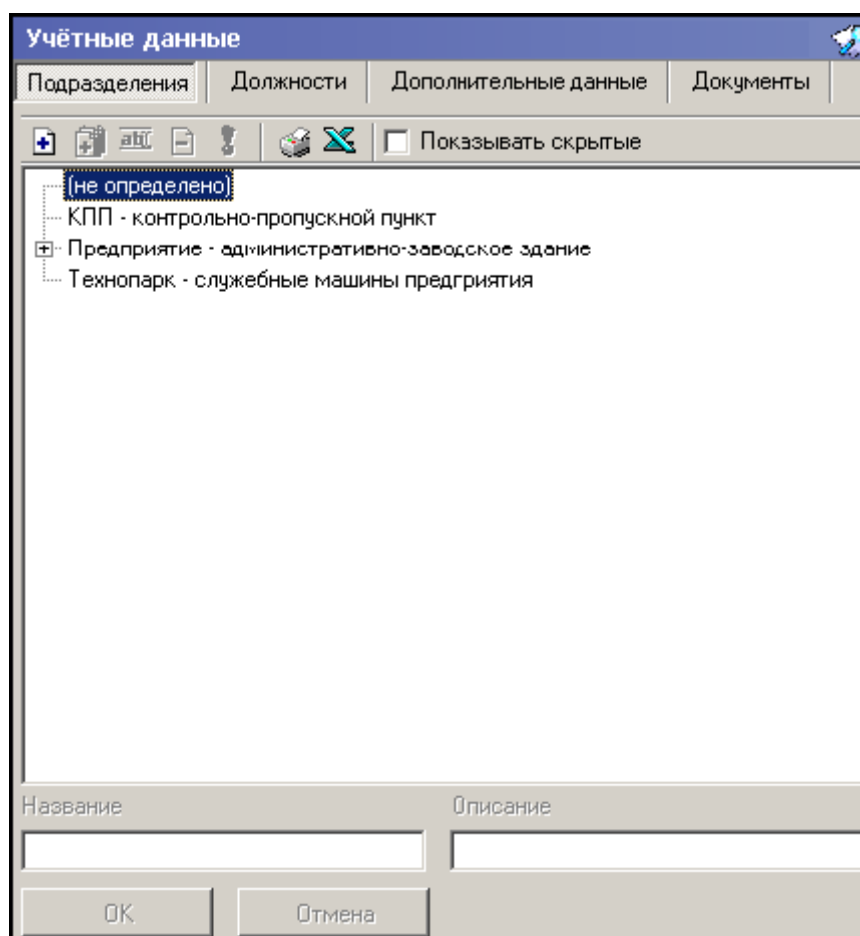 Учётные данные
Подразделения Должности Дополнительные данные Документы
abc Показывать скрытые
(не определено)
КПП - контрольно-пропускной пункт
Предприятие - административно-заводское здание
Технопарк - служебные машины предгриятия
Название Описание
OK Отмена